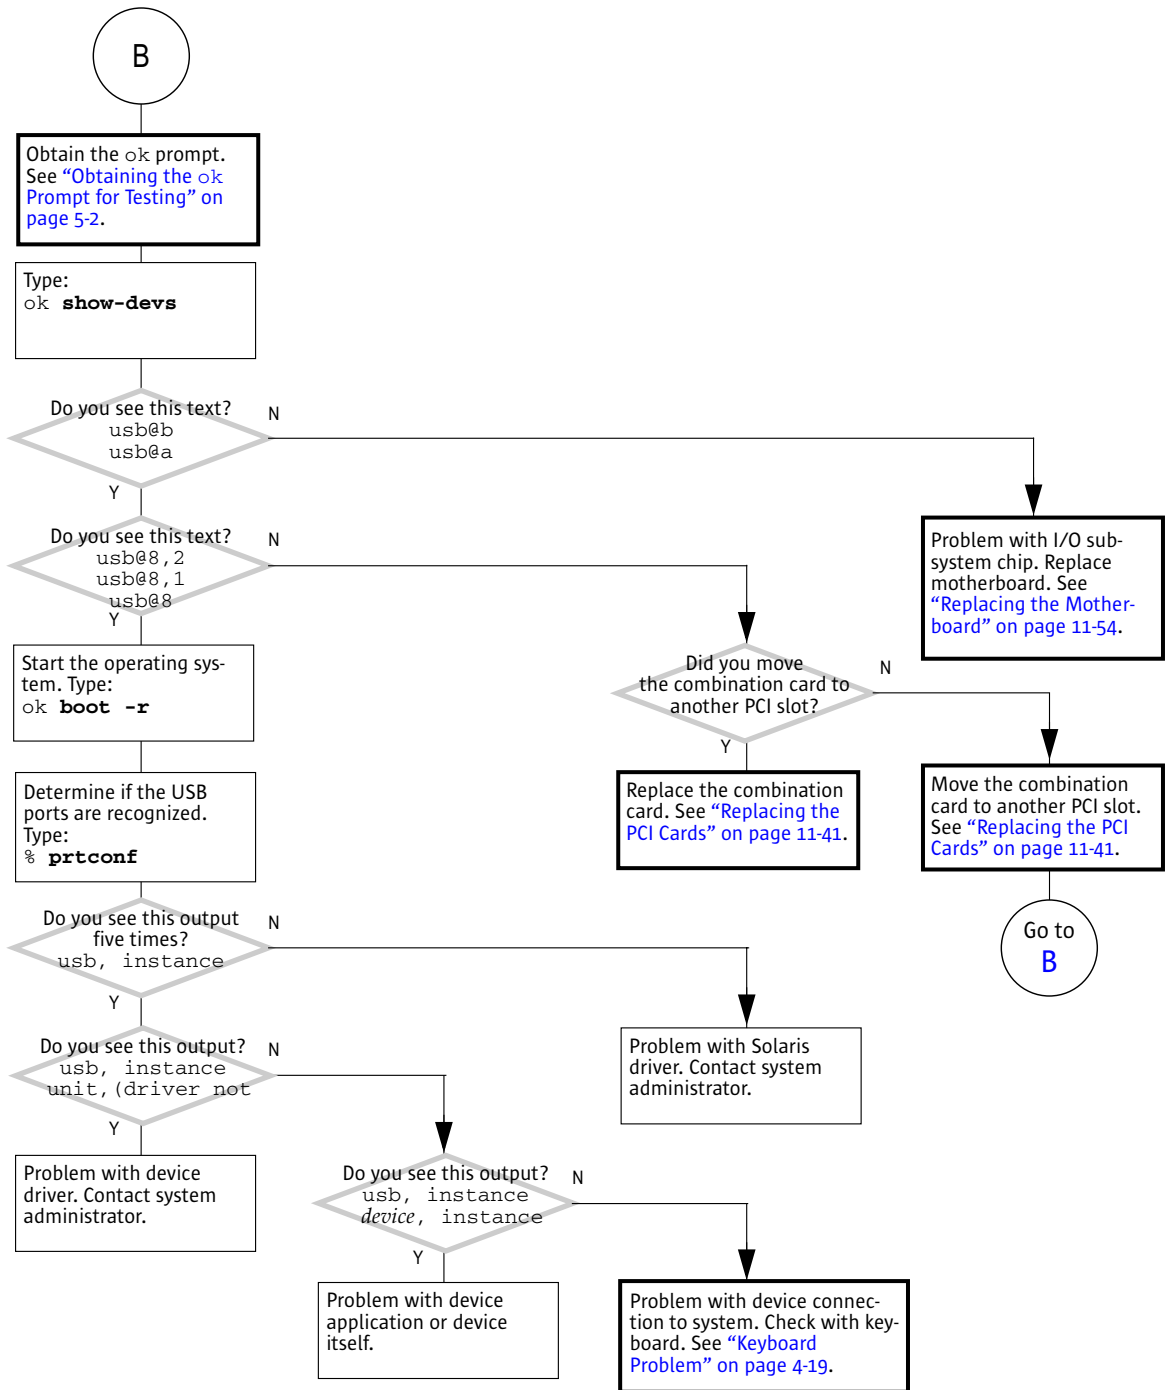 B
Obtain the ok prompt.
See “Obtaining the ok
Prompt for Testing” on
page 5-2.
Type:
ok show-devs
Do you see this text?
usb@b
usb@a
N
Y
Do you see this text?
usb@8,2
usb@8,1
usb@8
N
Y
Problem with I/O sub-
system chip. Replace
motherboard. See
“Replacing the Mother-
board” on page 11-54.
Start the operating sys-
tem. Type:
ok boot -r
Did you move
the combination card to
another PCI slot?
N
Y
Determine if the USB
ports are recognized.
Type:
% prtconf
Replace the combination
card. See “Replacing the
PCI Cards” on page 11-41.
Move the combination
card to another PCI slot.
See “Replacing the PCI
Cards” on page 11-41.
Do you see this output
five times?
usb, instance
N
Y
Go to
B
Do you see this output?
usb, instance
unit,(driver not
N
Y
Problem with Solaris
driver. Contact system
administrator.
Problem with device
driver. Contact system
administrator.
Do you see this output?
usb, instance
device, instance
N
Y
Problem with device
application or device
itself.
Problem with device connec-
tion to system. Check with key-
board. See “Keyboard
Problem” on page 4-19.